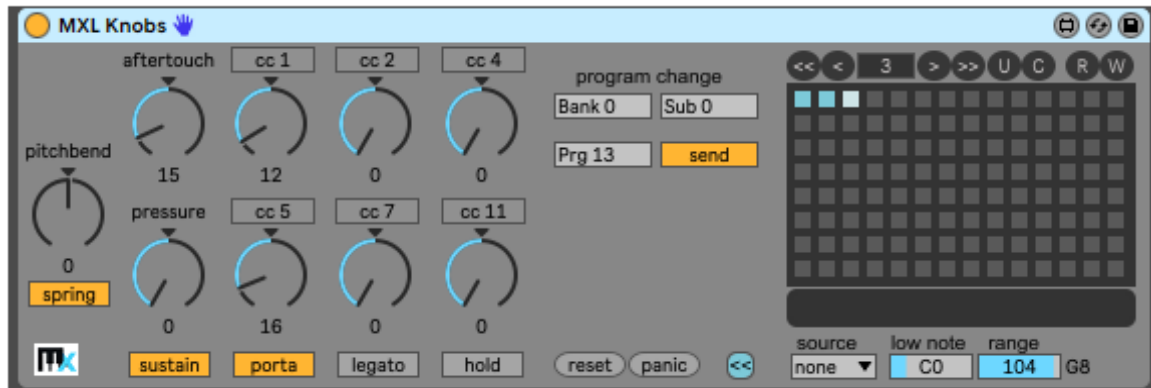 MXL Knobs
aftertouch cc 1 cc 2 cc 4
program change
<< < 3 > >> U C R W
Bank 0 Sub 0
pitchbend
Prg 13 send
15 12 0 0
pressure cc 5 cc 7 cc 11
0
spring
0 16 0 0
source low note range
mx sustain porta legato hold reset panic << none C0 104 G8